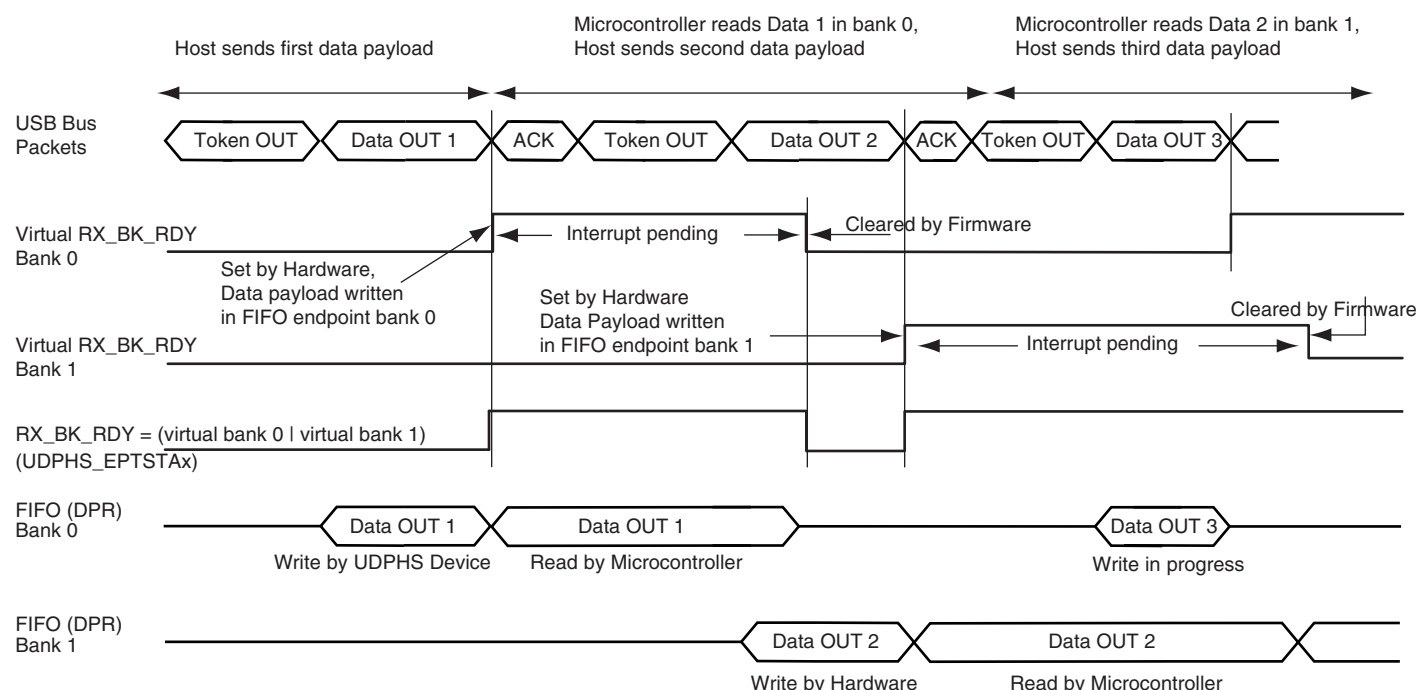 Host sends first data payload
Microcontroller reads Data 1 in bank 0,
Host sends second data payload
Microcontroller reads Data 2 in bank 1,
Host sends third data payload
USB Bus
Packets
Token OUT
Data OUT 1
ACK
Token OUT
Data OUT 2
ACK
Token OUT
Data OUT 3
Virtual RX_BK_RDY
Bank 0
Interrupt pending
Cleared by Firmware
Set by Hardware,
Data payload written
in FIFO endpoint bank 0
Set by Hardware
Data Payload written
in FIFO endpoint bank 1
Cleared by Firmware
Virtual RX_BK_RDY
Bank 1
Interrupt pending
RX_BK_RDY = (virtual bank 0 | virtual bank 1)
(UDPHS_EPTSTAx)
FIFO (DPR)
Bank 0
Data OUT 1
Data OUT 1
Data OUT 3
Write by UDPHS Device
Read by Microcontroller
Write in progress
FIFO (DPR)
Bank 1
Data OUT 2
Data OUT 2
Write by Hardware
Read by Microcontroller